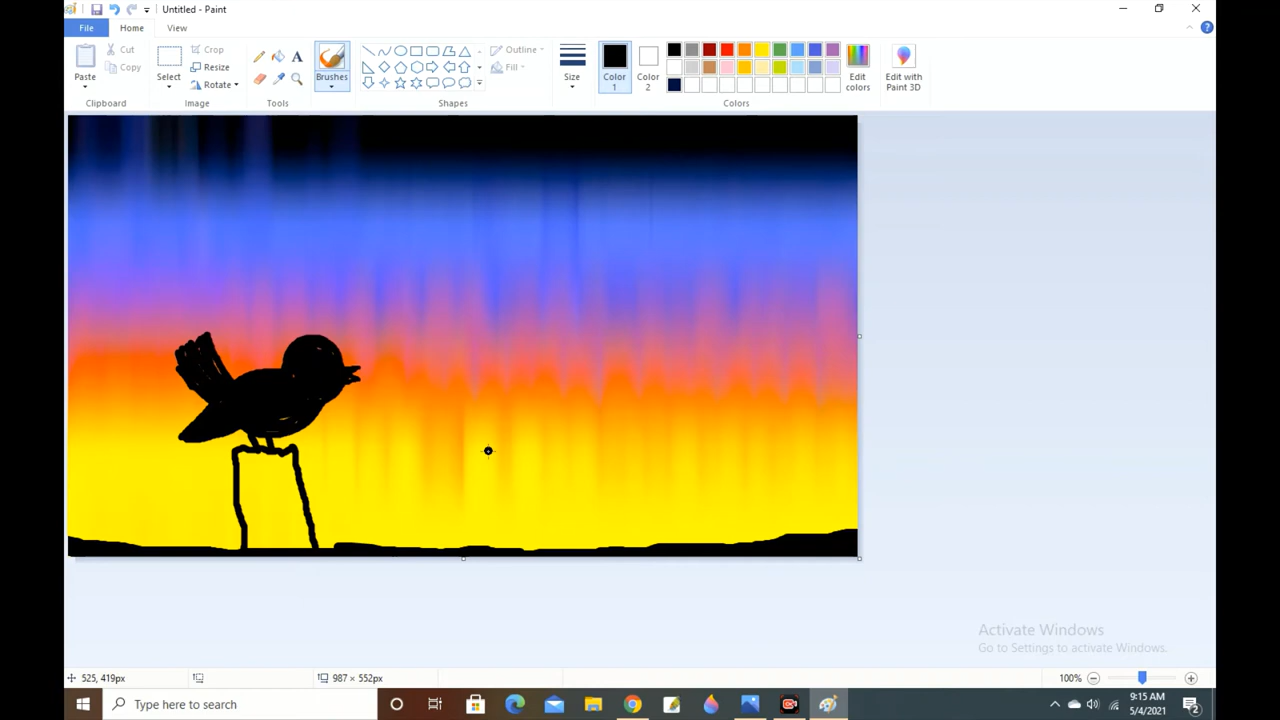 Untitled - Paint
File
Home
View
Paste
Cut
Copy
Clipboard
Select
Crop
Resize
Rotate
Image
Tools
A
Brushes
Shapes
Outline
Fill
Size
Color 1
Color 2
Colors
Edit colors
Edit with Paint 3D
Activate Windows
Go to Settings to activate Windows.
525, 419px
987 × 552px
100%
Type here to search
9:15 AM
5/4/2021
2